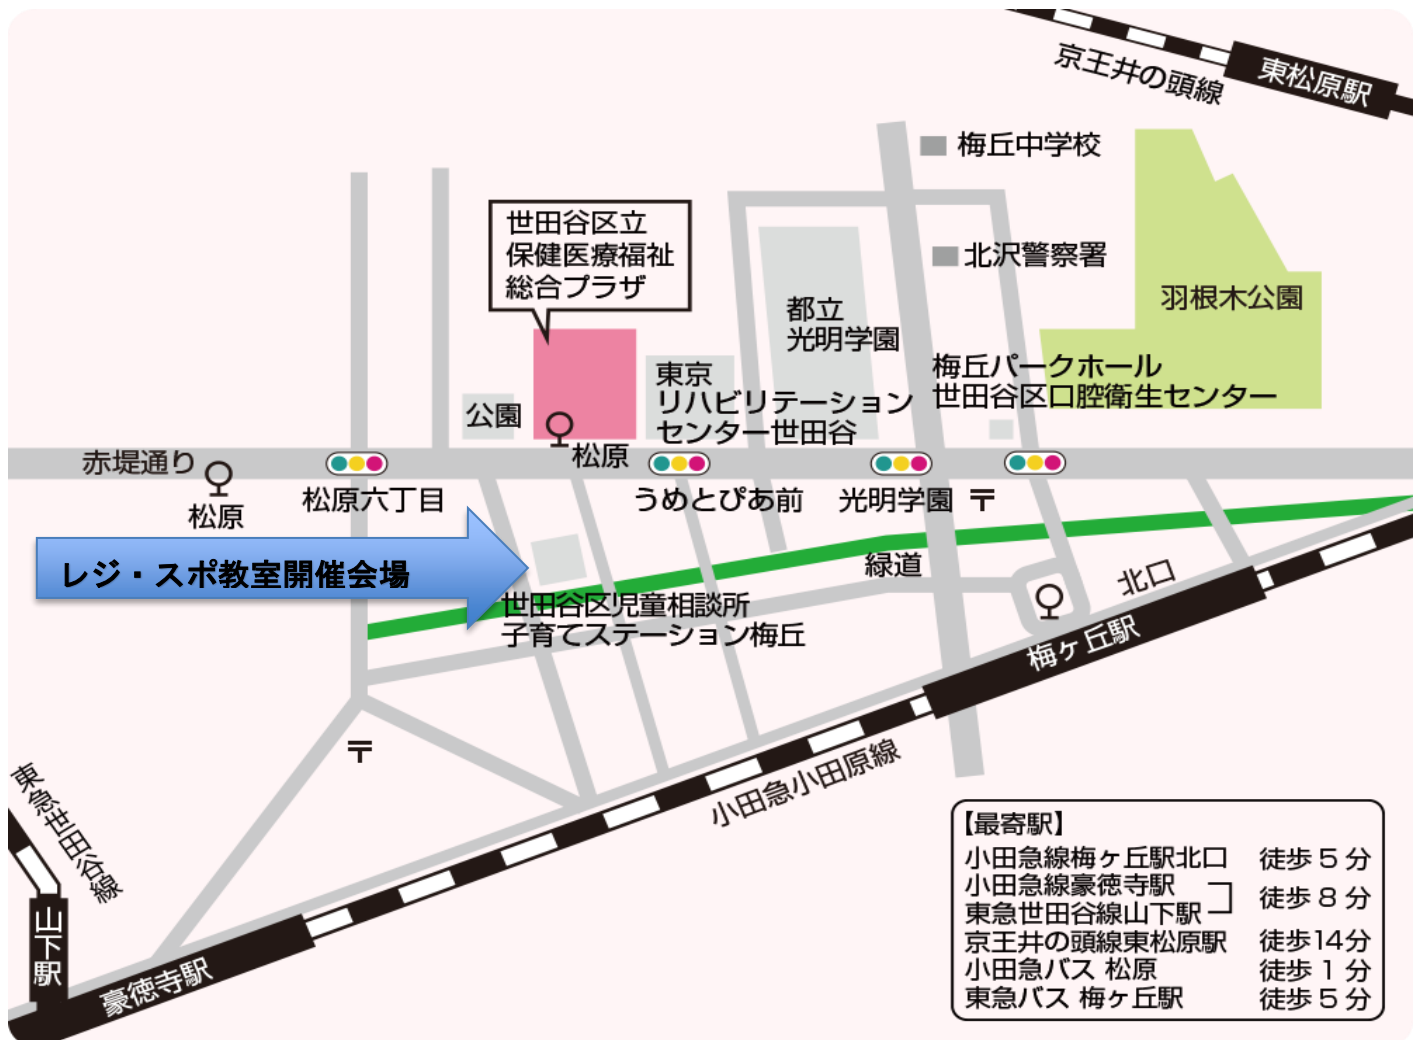 京王井の頭線
東松原駅
梅丘中学校
世田谷区立
保健医療福祉
総合プラザ
北沢警察署
羽根木公園
都立
光明学園
梅丘パークホール
世田谷区口腔衛生センター
東京
リハビリテーション
センター世田谷
公園
松原
赤堤通り
松原
松原六丁目
うめとぴあ前
光明学園
〒
レジ・スポ教室開催会場
緑道
北口
世田谷区児童相談所
子育てステーション梅丘
梅ヶ丘駅
〒
小田急小田原線
東急世田谷線
山下駅
豪徳寺駅
【最寄駅】
小田急線梅ヶ丘駅北口 徒歩5分
小田急線豪徳寺駅
東急世田谷線山下駅 徒歩8分
京王井の頭線東松原駅 徒歩14分
小田急バス 松原 徒歩1分
東急バス 梅ヶ丘駅 徒歩5分